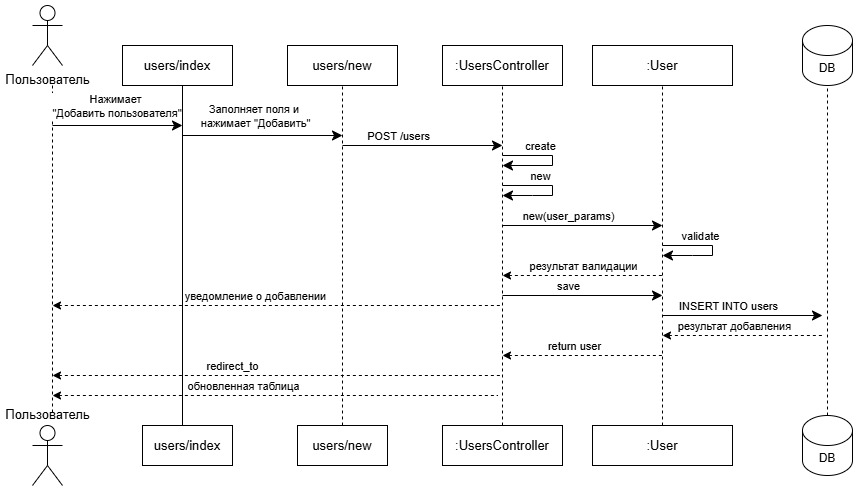 users/index
users/new
:UsersController
:User
DB
Пользователь
Нажимает
"Добавить пользователя"
Заполняет поля и
нажимает "Добавить"
POST /users
create
new
new(user_params)
validate
результат валидации
save
уведомление о добавлении
INSERT INTO users
результат добавления
return user
redirect_to
обновленная таблица
Пользователь
users/index
users/new
:UsersController
:User
DB